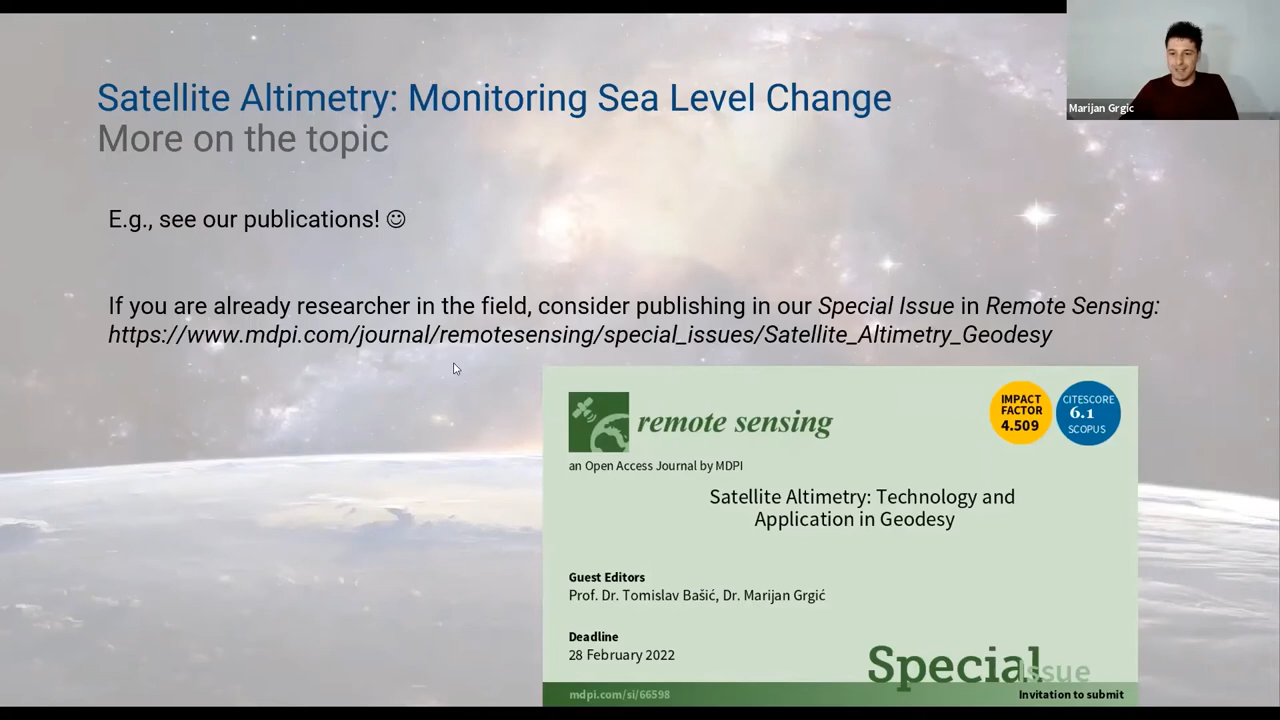 Satellite Altimetry: Monitoring Sea Level Change
More on the topic
Marijan Grgic
E.g., see our publications! ☺
If you are already researcher in the field, consider publishing in our Special Issue in Remote Sensing:
https://www.mdpi.com/journal/remotesensing/special_issues/Satellite_Altimetry_Geodesy
remote sensing
IMPACT
FACTOR
4.509
CITESCORE
6.1
SCOPUS
an Open Access Journal by MDPI
Satellite Altimetry: Technology and
Application in Geodesy
Guest Editors
Prof. Dr. Tomislav Bašić, Dr. Marijan Grgić
Deadline
28 February 2022
Special Issue
mdpi.com/si/66598
Invitation to submit